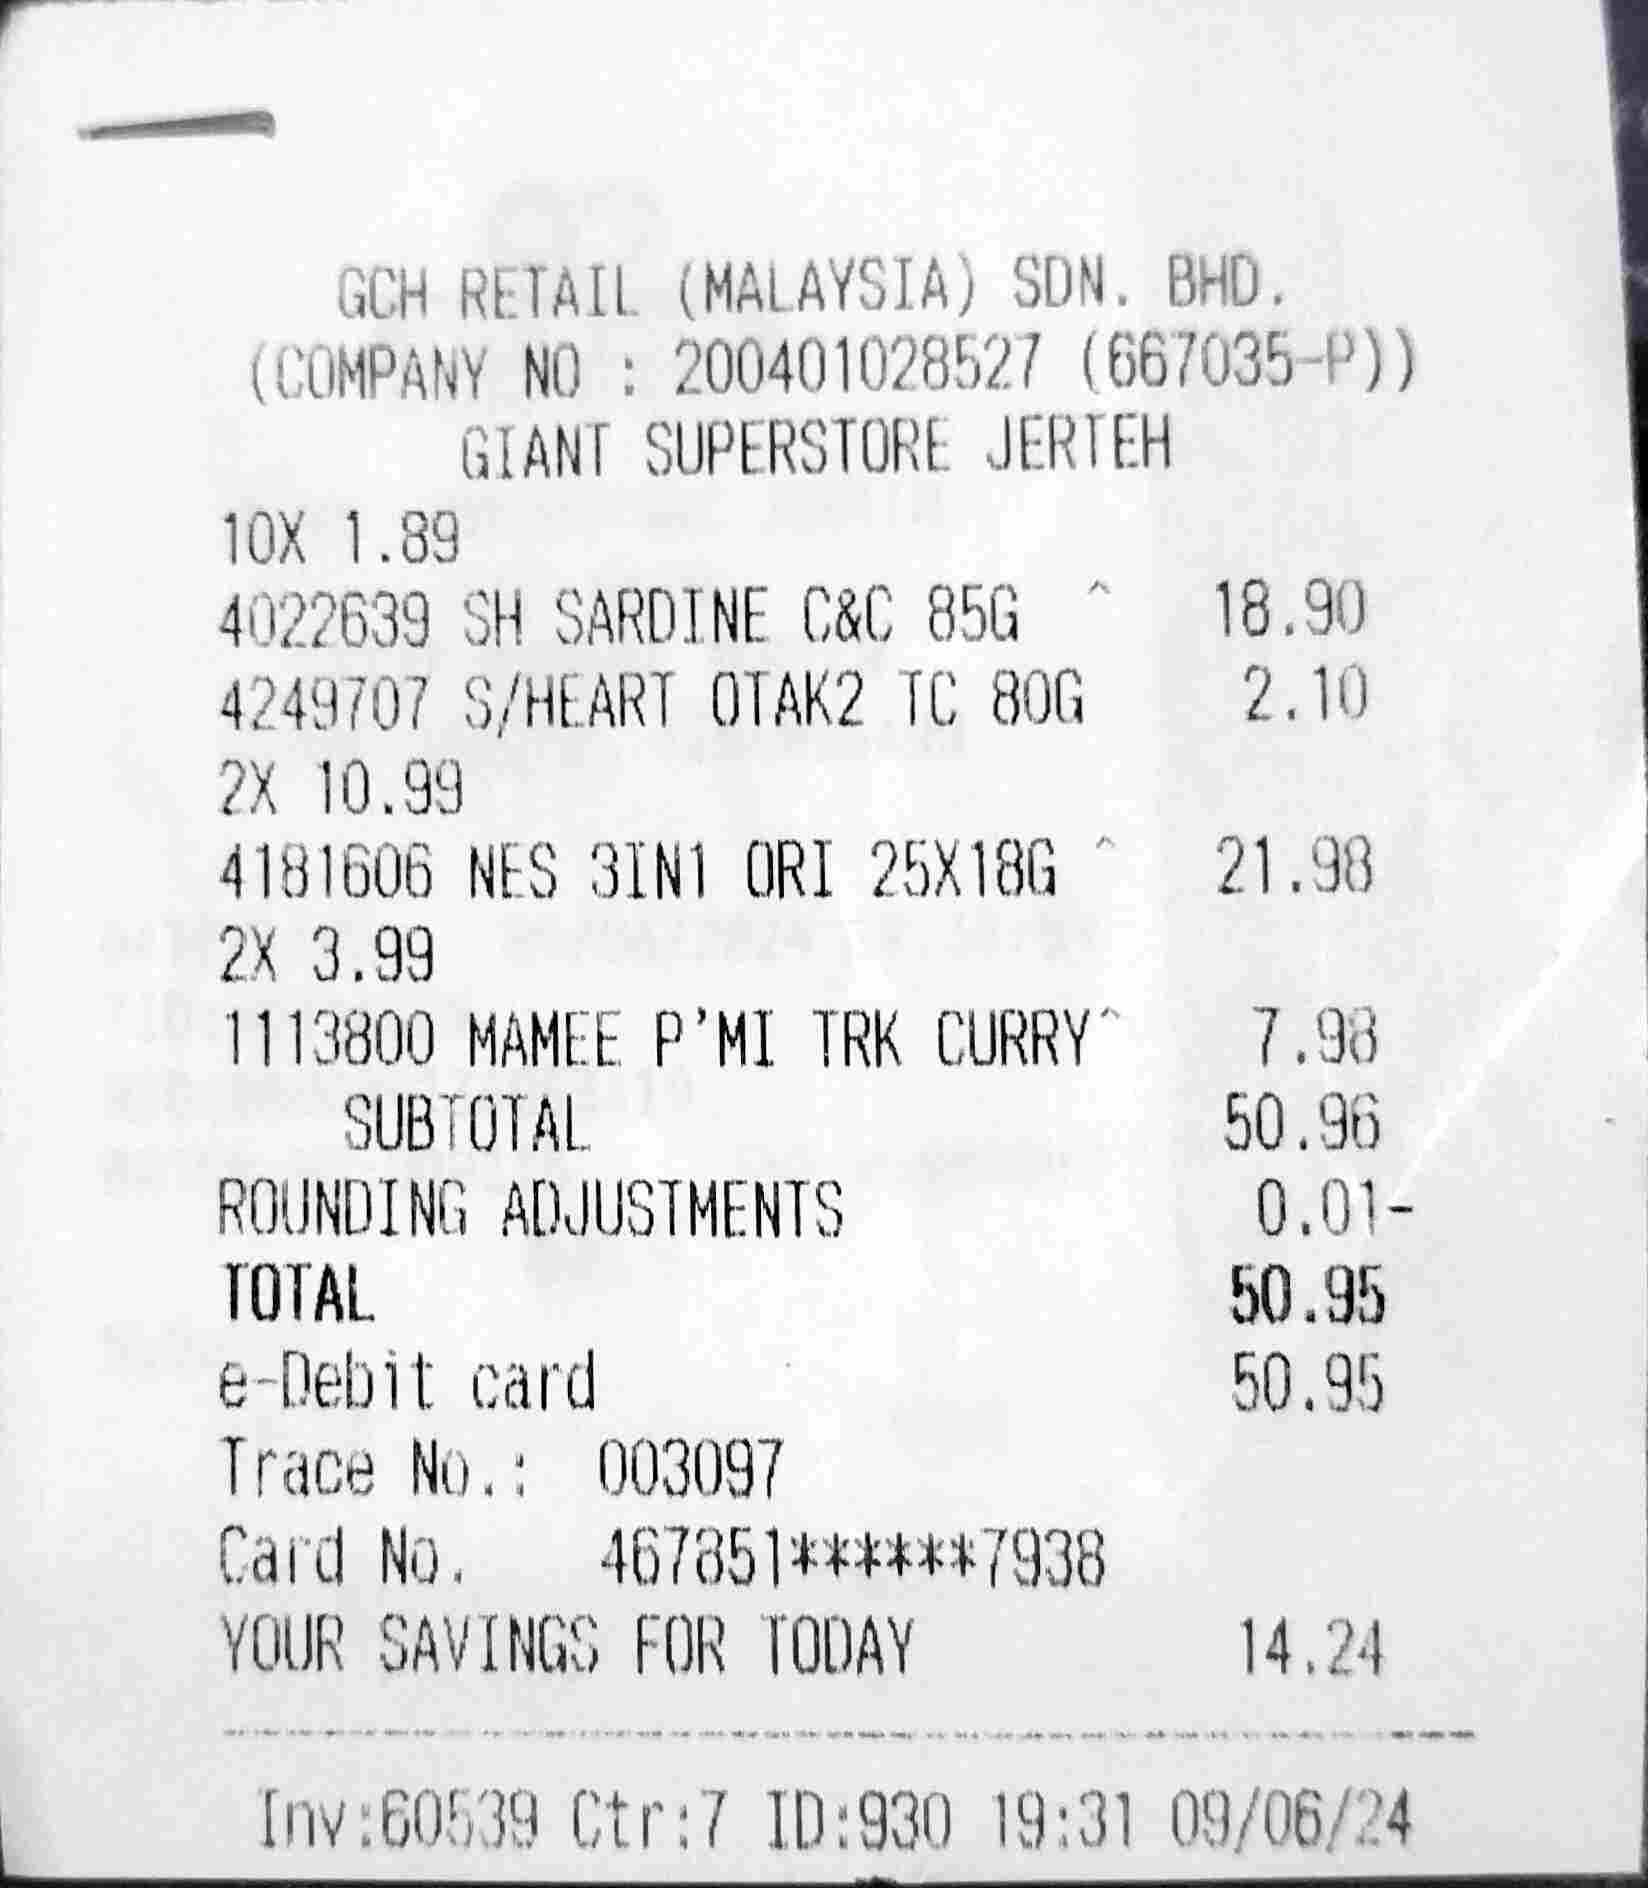 GCH RETAIL (MALAYSIA) SDN. BHD.
(COMPANY NO : 200401028527 (667035-P))
GIANT SUPERSTORE JERTEH
10X 1.89
4022639 SH SARDINE C&C 85G ^ 18.90
4249707 S/HEART OTAK2 TC 80G 2.10
2X 10.99
4181606 NES 3IN1 ORI 25X18G ^ 21.98
2X 3.99
1113800 MAMEE P'MI TRK CURRY^ 7.98
SUBTOTAL 50.96
ROUNDING ADJUSTMENTS 0.01-
TOTAL 50.95
e-Debit card 50.95
Trace No.: 003097
Card No. 467851******7938
YOUR SAVINGS FOR TODAY 14.24
Inv:60539 Ctr:7 ID:930 19:31 09/06/24